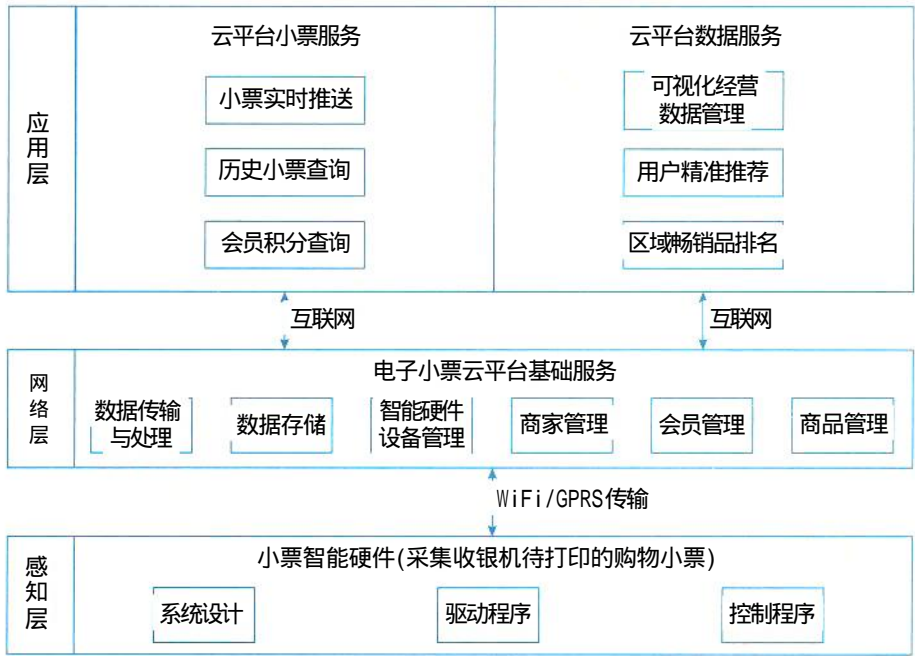 应用层
云平台小票服务
小票实时推送
历史小票查询
会员积分查询
云平台数据服务
可视化经营
数据管理
用户精准推荐
区域畅销品排名
互联网
互联网
网络层
电子小票云平台基础服务
数据传输
与处理
数据存储
智能硬件
设备管理
商家管理
会员管理
商品管理
WiFi/GPRS传输
感知层
小票智能硬件(采集收银机待打印的购物小票)
系统设计
驱动程序
控制程序